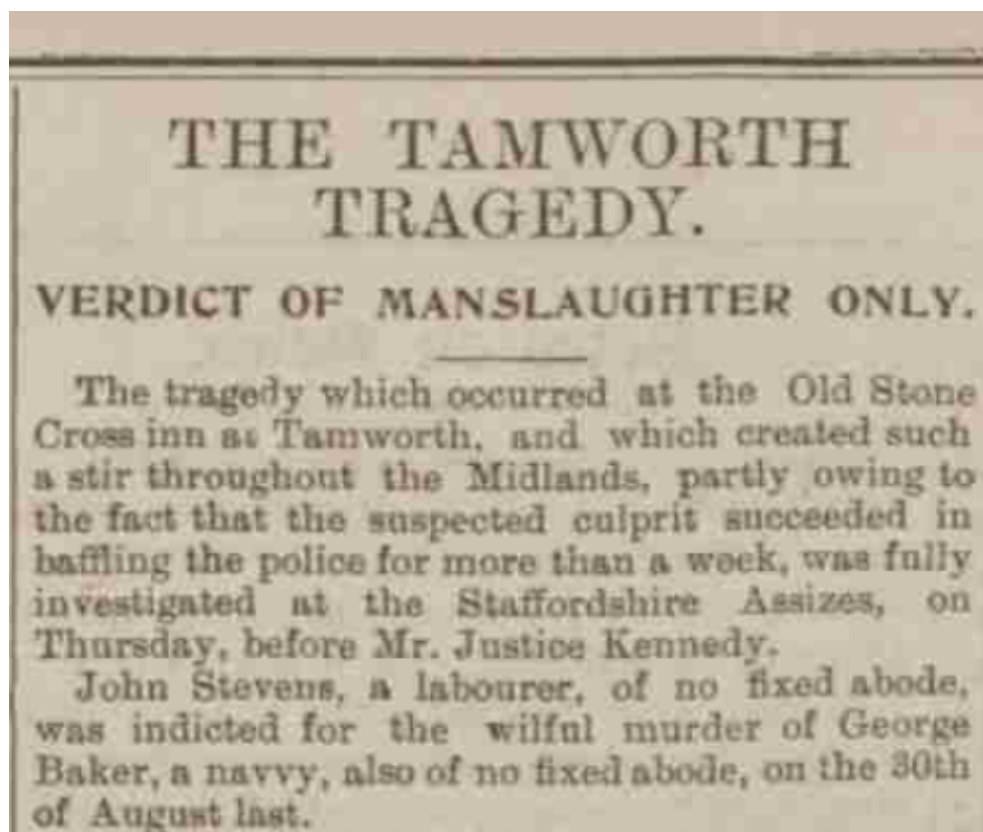 THE TAMWORTH
TRAGEDY.
VERDICT OF MANSLAUGHTER ONLY.
The tragedy which occurred at the Old Stone
Cross inn at Tamworth, and which created such
a stir throughout the Midlands, partly owing to
the fact that the suspected culprit succeeded in
baffling the police for more than a week, was fully
investigated at the Staffordshire Assizes, on
Thursday, before Mr. Justice Kennedy.
John Stevens, a labourer, of no fixed abode,
was indicted for the wilful murder of George
Baker, a navvy, also of no fixed abode, on the 30th
of August last.